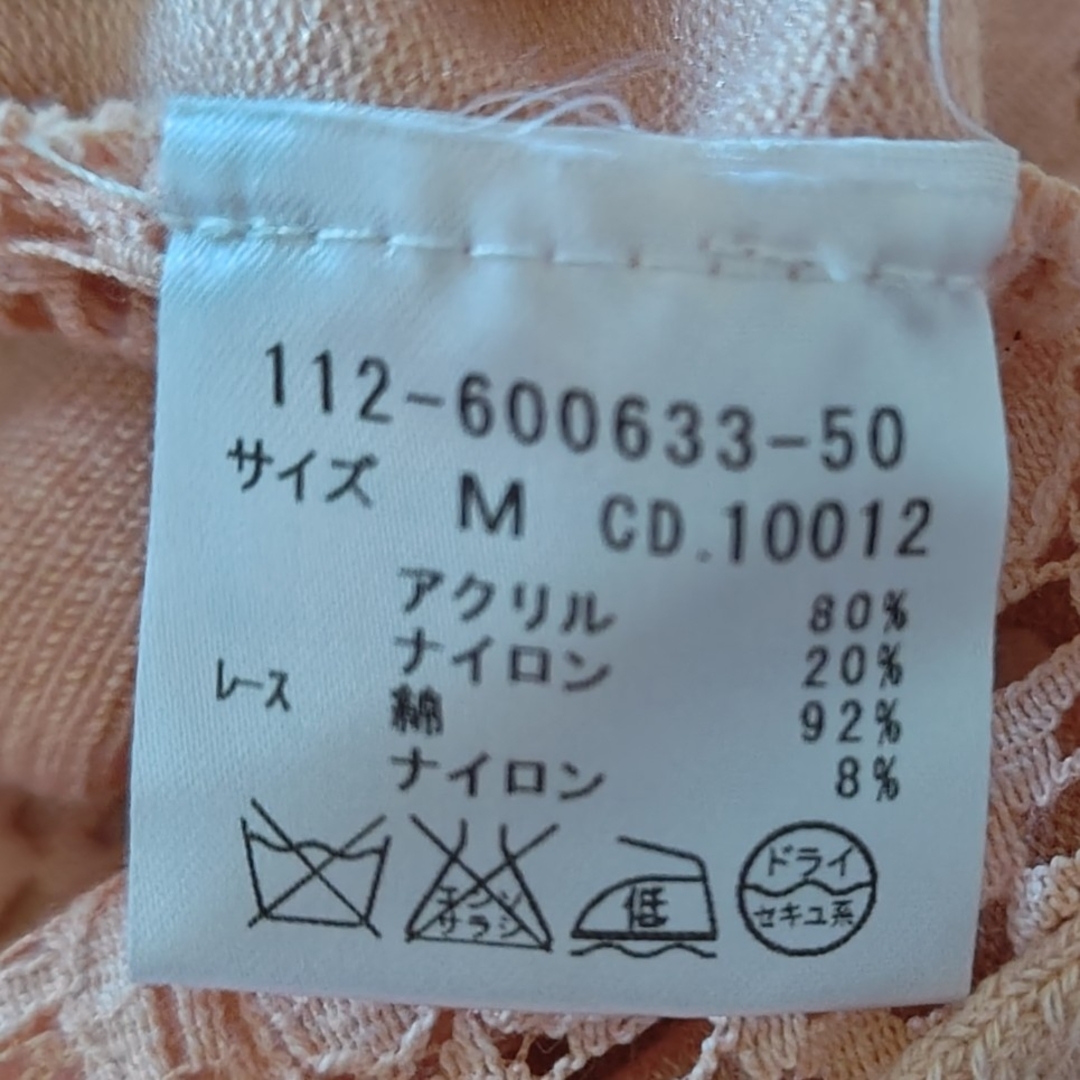 112-600633-50
サイズ M CD.10012
アクリル 80%
ナイロン 20%
レース 綿 92%
ナイロン 8%
エンソ
サラシ
低
ドライ
セキユ系